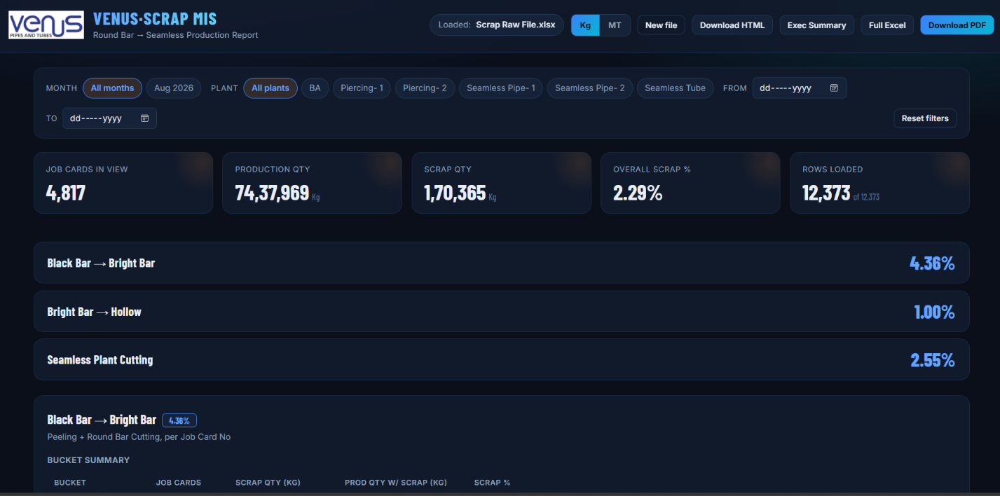 venus
PIPES AND TUBES
VENUS·SCRAP MIS
Round Bar → Seamless Production Report
Loaded: Scrap Raw File.xlsx
Kg MT
New file
Download HTML
Exec Summary
Full Excel
Download PDF
MONTH All months Aug 2026 PLANT All plants BA Piercing- 1 Piercing- 2 Seamless Pipe- 1 Seamless Pipe- 2 Seamless Tube FROM dd-----yyyy
TO dd-----yyyy Reset filters
JOB CARDS IN VIEW
4,817
PRODUCTION QTY
74,37,969 Kg
SCRAP QTY
1,70,365 Kg
OVERALL SCRAP %
2.29%
ROWS LOADED
12,373 of 12,373
Black Bar → Bright Bar 4.36%
Bright Bar → Hollow 1.00%
Seamless Plant Cutting 2.55%
Black Bar → Bright Bar 4.36%
Peeling + Round Bar Cutting, per Job Card No
BUCKET SUMMARY
BUCKET JOB CARDS SCRAP QTY (KG) PROD QTY W/ SCRAP (KG) SCRAP %